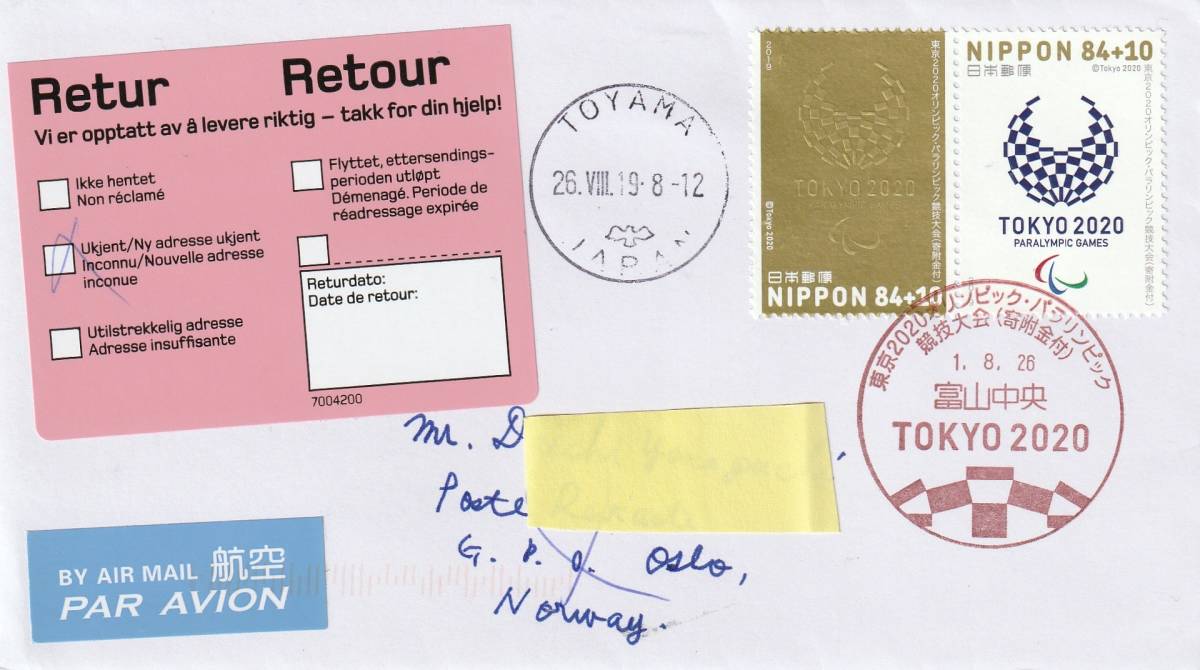 Retur Retour
Vi er opptatt av å levere riktig – takk for din hjelp!
Ikke hentet
Non réclamé
Ukjent/Ny adresse ukjent
Inconnu/Nouvelle adresse
inconue
Utilstrekkelig adresse
Adresse insuffisante
Flyttet, ettersendings-
perioden utløpt
Démenagé. Periode de
réadressage expirée
Returdato:
Date de retour:
7004200
TOYAMA
26.VIII.19·8-12
JAPAN
2019
東京2020オリンピック・パラリンピック競技大会(寄附金付)
TOKYO 2020
PARALYMPIC GAMES
©Tokyo 2020
日本郵便
NIPPON 84+10
NIPPON 84+10
日本郵便
©Tokyo 2020
東京2020オリンピック・パラリンピック競技大会(寄附金付)
TOKYO 2020
PARALYMPIC GAMES
東京2020オリンピック・パラリンピック
競技大会(寄附金付)
1. 8. 26
富山中央
TOKYO 2020
Mr. D
Poste
G. P. O. Oslo,
Norway.
BY AIR MAIL 航空
PAR AVION